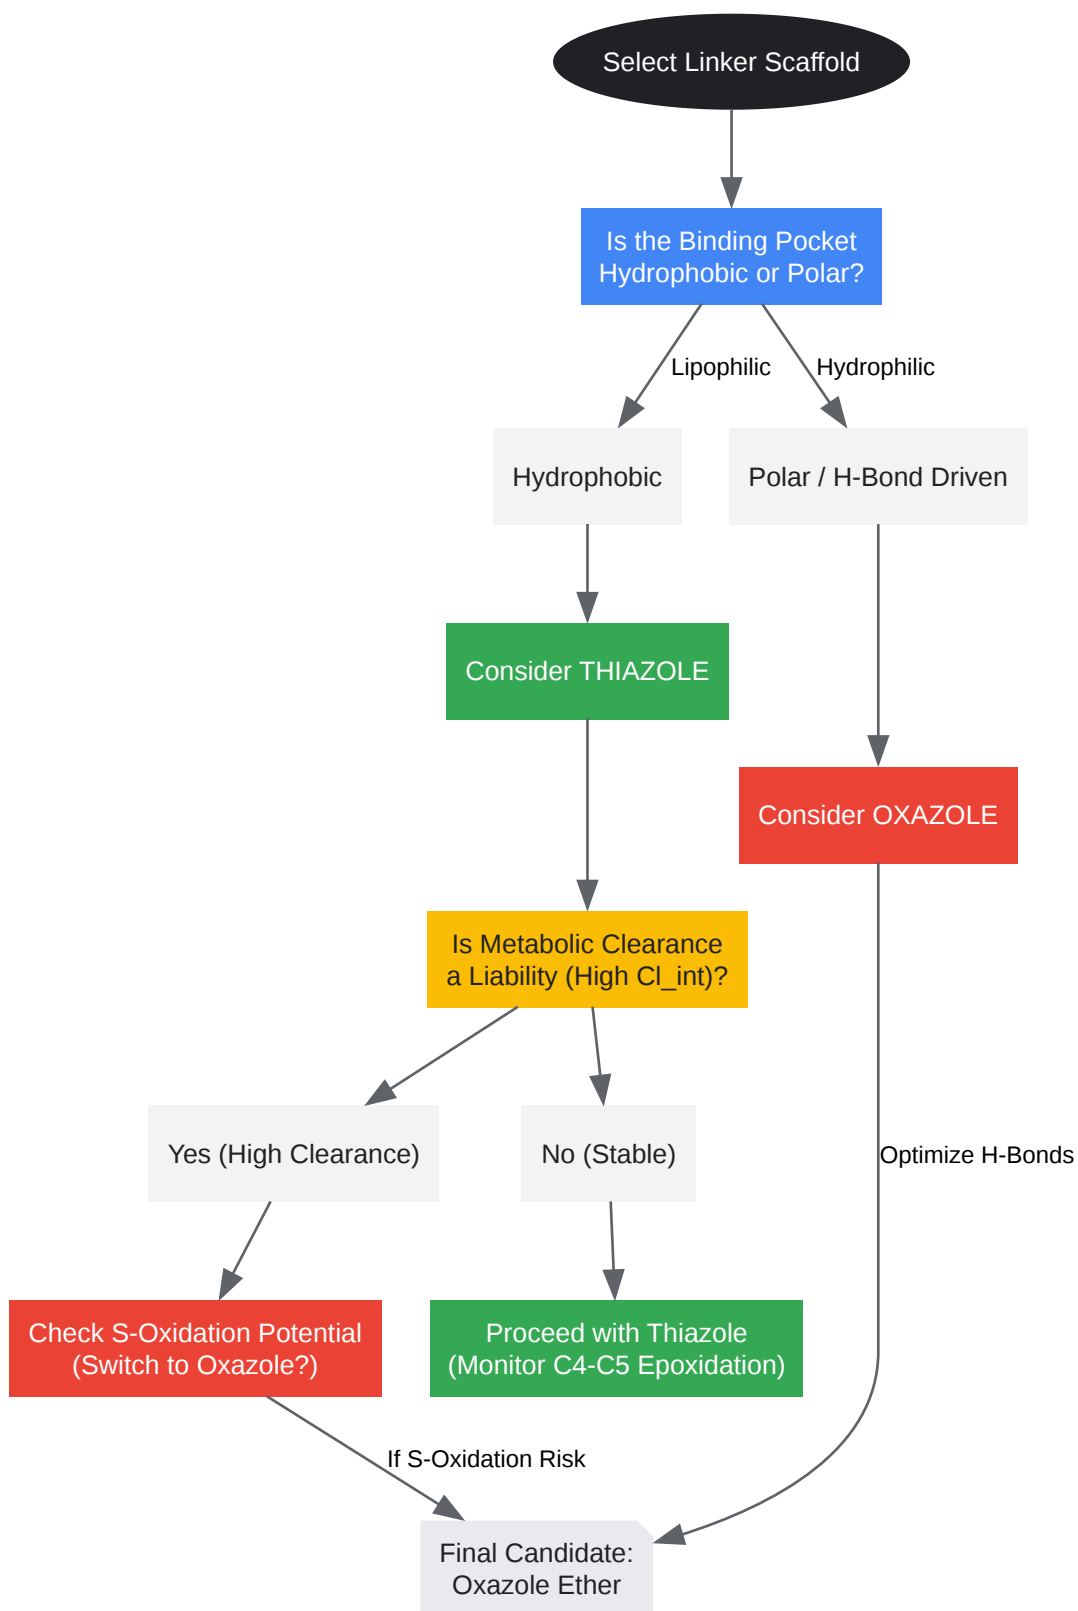 Select Linker Scaffold
Is the Binding Pocket
Hydrophobic or Polar?
Lipophilic
Hydrophilic
Hydrophobic
Polar / H-Bond Driven
Consider THIAZOLE
Consider OXAZOLE
Is Metabolic Clearance
a Liability (High Cl_int)?
Yes (High Clearance)
No (Stable)
Optimize H-Bonds
Check S-Oxidation Potential
(Switch to Oxazole?)
Proceed with Thiazole
(Monitor C4-C5 Epoxidation)
If S-Oxidation Risk
Final Candidate:
Oxazole Ether